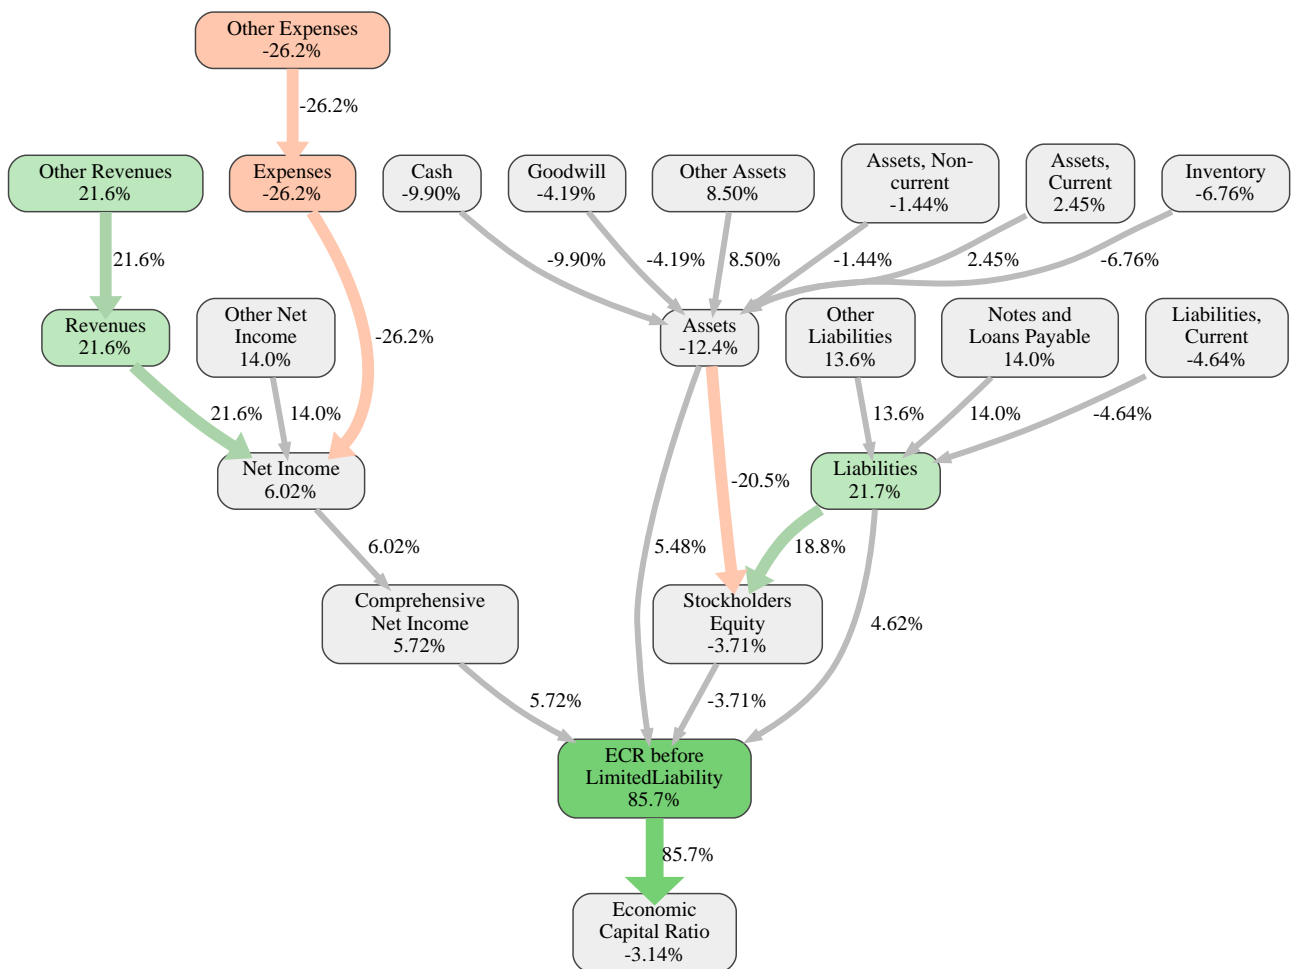 Other Expenses
-26.2%
-26.2%
Other Revenues
21.6%
Expenses
-26.2%
Cash
-9.90%
Goodwill
-4.19%
Other Assets
8.50%
Assets, Non-
current
-1.44%
Assets,
Current
2.45%
Inventory
-6.76%
21.6%
-9.90%
-4.19%
8.50%
-1.44%
2.45%
-6.76%
Revenues
21.6%
Other Net
Income
14.0%
-26.2%
Assets
-12.4%
Other
Liabilities
13.6%
Notes and
Loans Payable
14.0%
Liabilities,
Current
-4.64%
21.6%
14.0%
13.6%
14.0%
-4.64%
Net Income
6.02%
-20.5%
Liabilities
21.7%
6.02%
5.48%
18.8%
Comprehensive
Net Income
5.72%
Stockholders
Equity
-3.71%
4.62%
5.72%
-3.71%
ECR before
LimitedLiability
85.7%
85.7%
Economic
Capital Ratio
-3.14%